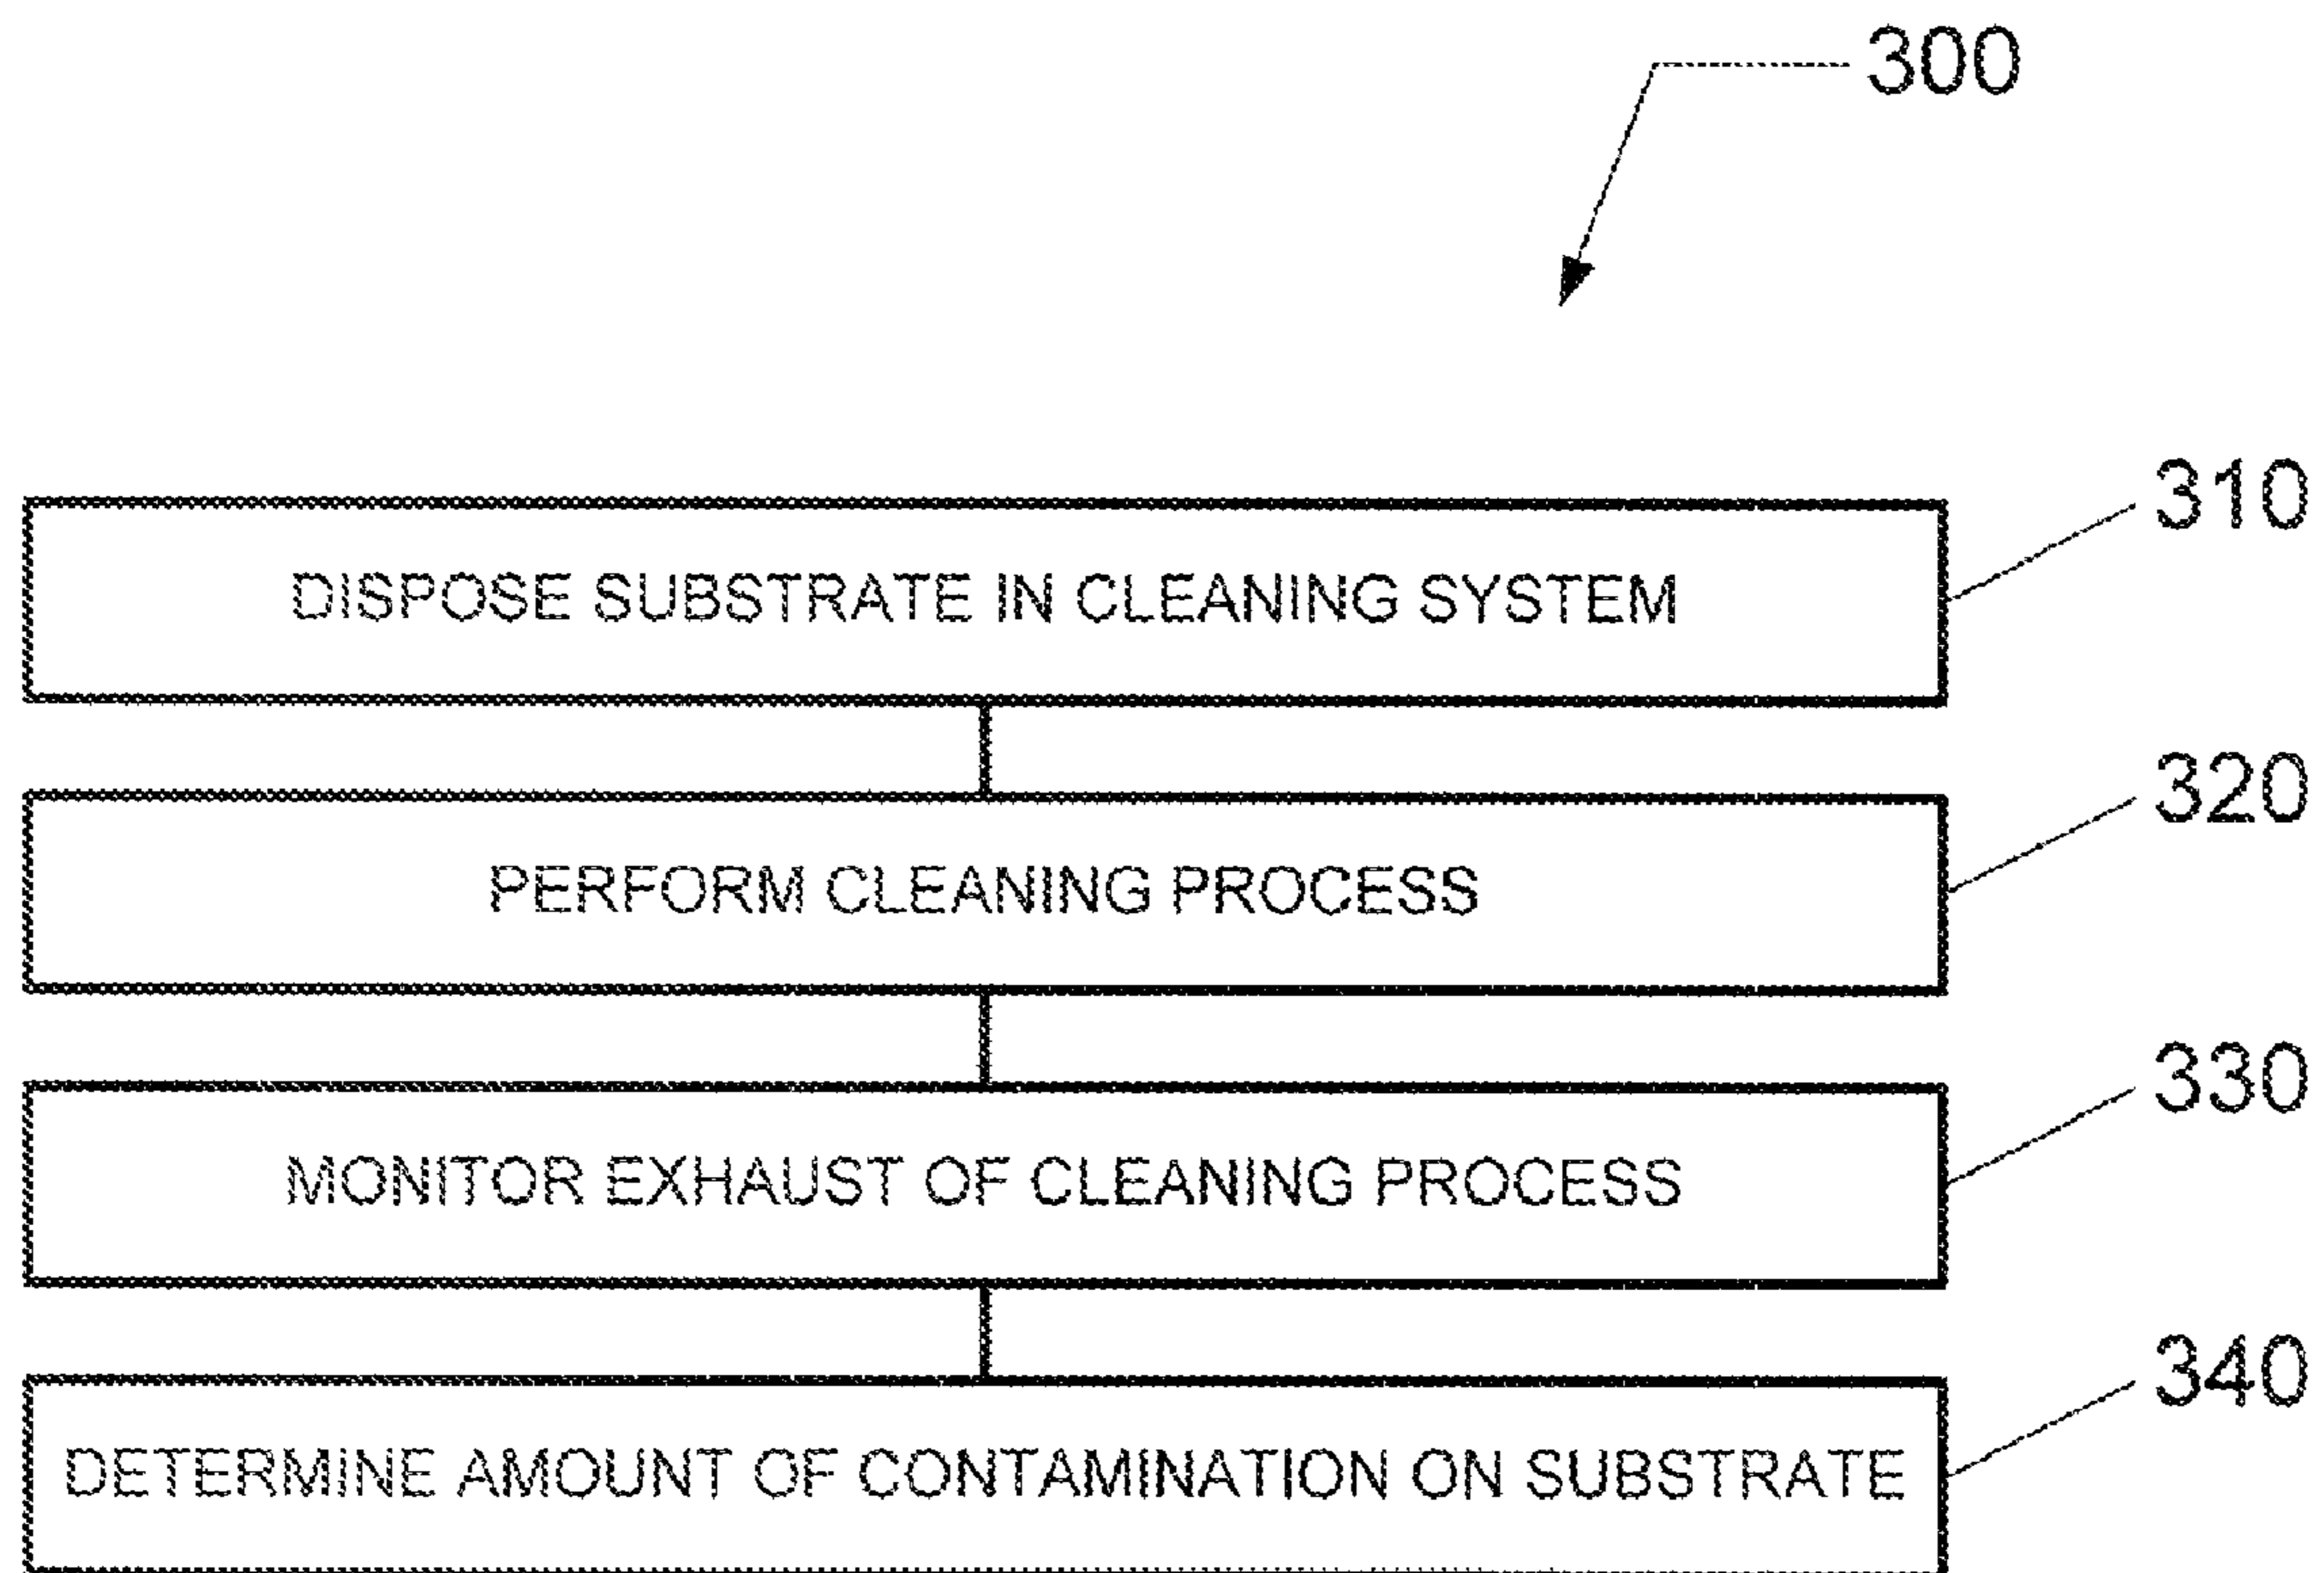 300
310
DISPOSE SUBSTRATE IN CLEANING SYSTEM
320
PERFORM CLEANING PROCESS
330
MONITOR EXHAUST OF CLEANING PROCESS
340
DETERMINE AMOUNT OF CONTAMINATION ON SUBSTRATE